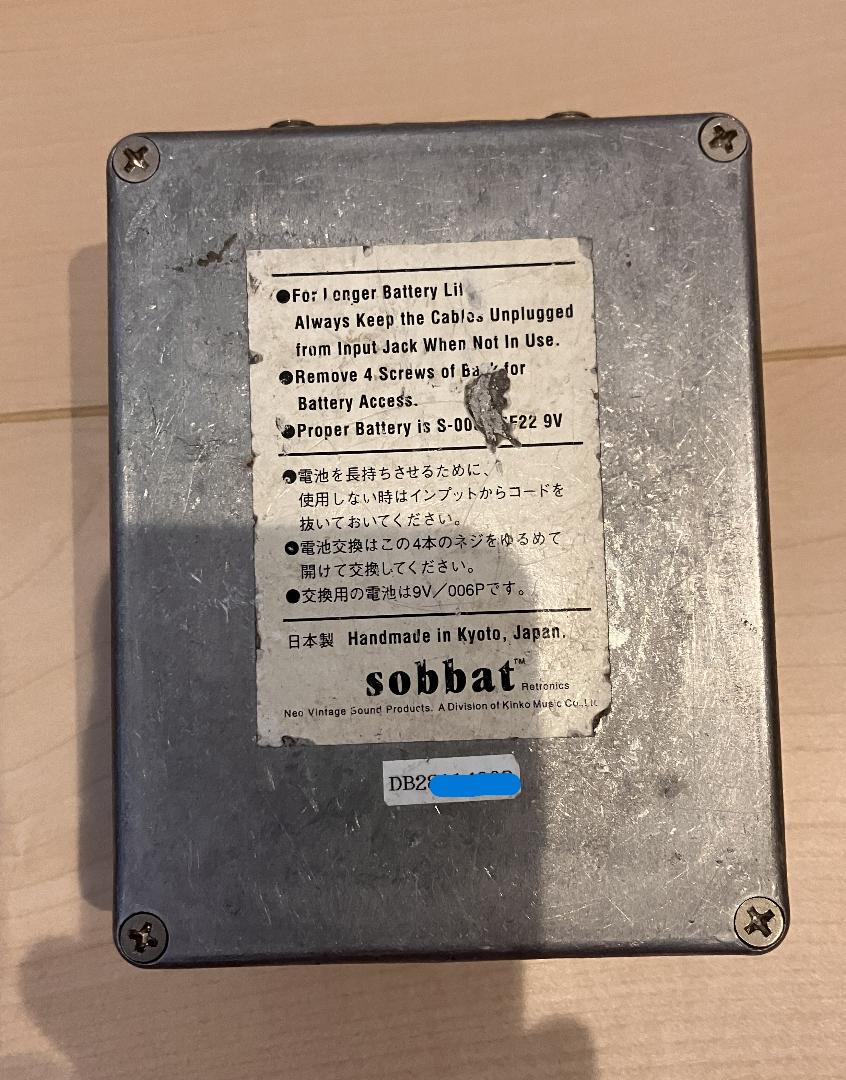 ●For Longer Battery
Always Keep the Cables Unplugged
from Input Jack When Not In Use.
●Remove 4 Screws of Back for
Battery Access.
●Proper Battery is 9V
●電池を長持ちさせるために、
使用しない時はインプットからコードを
抜いておいてください。
●電池交換はこの4本のネジをゆるめて
開けて交換してください。
●交換用の電池は9V／006Pです。
日本製 Handmade in Kyoto, Japan.
sobbat™
Retronics
Neo Vintage Sound Products. A Division of Kinko Music Co.,